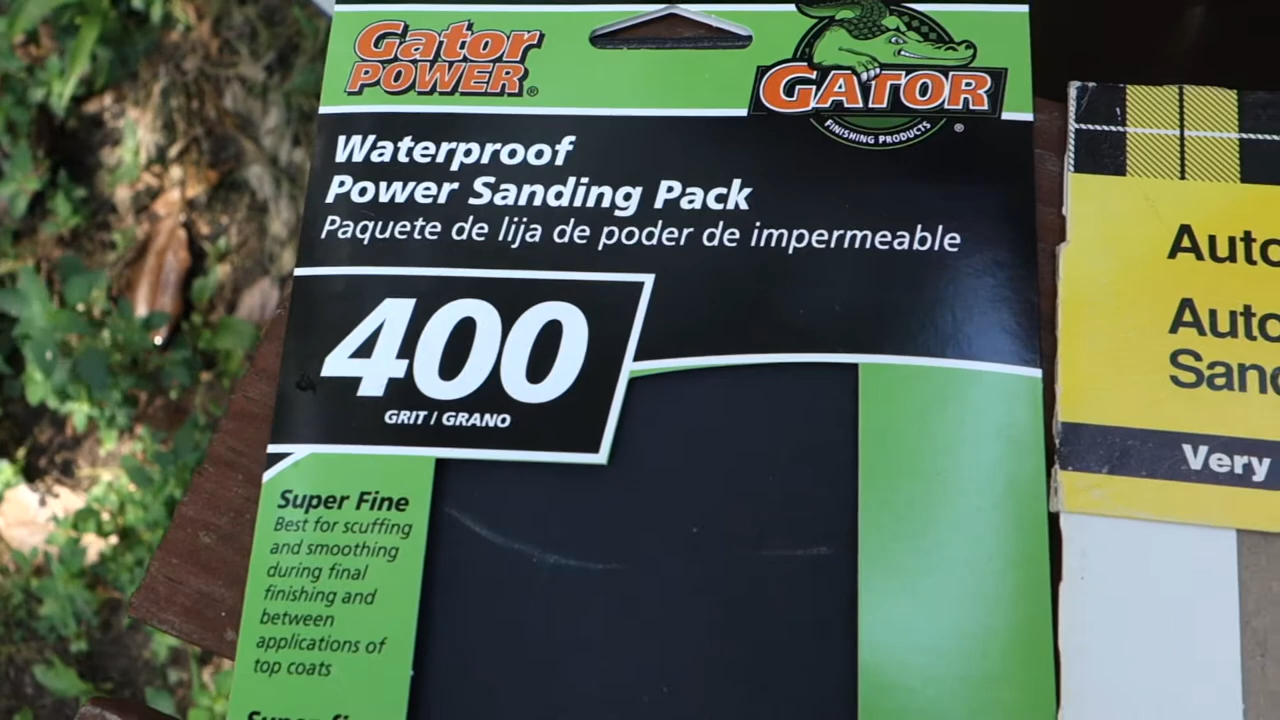 Gator
POWER®
GATOR
FINISHING PRODUCTS ®
Waterproof
Power Sanding Pack
Paquete de lija de poder de impermeable
400
GRIT / GRANO
Super Fine
Best for scuffing
and smoothing
during final
finishing and
between
applications of
top coats
Auto
Auto
Sand
Very